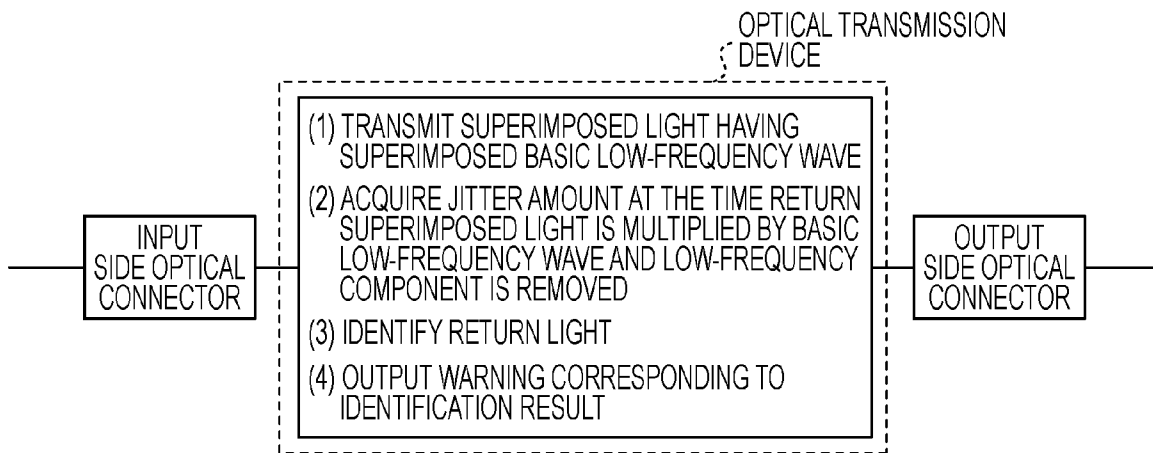 OPTICAL TRANSMISSION
DEVICE
(1) TRANSMIT SUPERIMPOSED LIGHT HAVING
SUPERIMPOSED BASIC LOW-FREQUENCY WAVE
(2) ACQUIRE JITTER AMOUNT AT THE TIME RETURN
SUPERIMPOSED LIGHT IS MULTIPLIED BY BASIC
LOW-FREQUENCY WAVE AND LOW-FREQUENCY
COMPONENT IS REMOVED
(3) IDENTIFY RETURN LIGHT
(4) OUTPUT WARNING CORRESPONDING TO
IDENTIFICATION RESULT
INPUT
SIDE OPTICAL
CONNECTOR
OUTPUT
SIDE OPTICAL
CONNECTOR